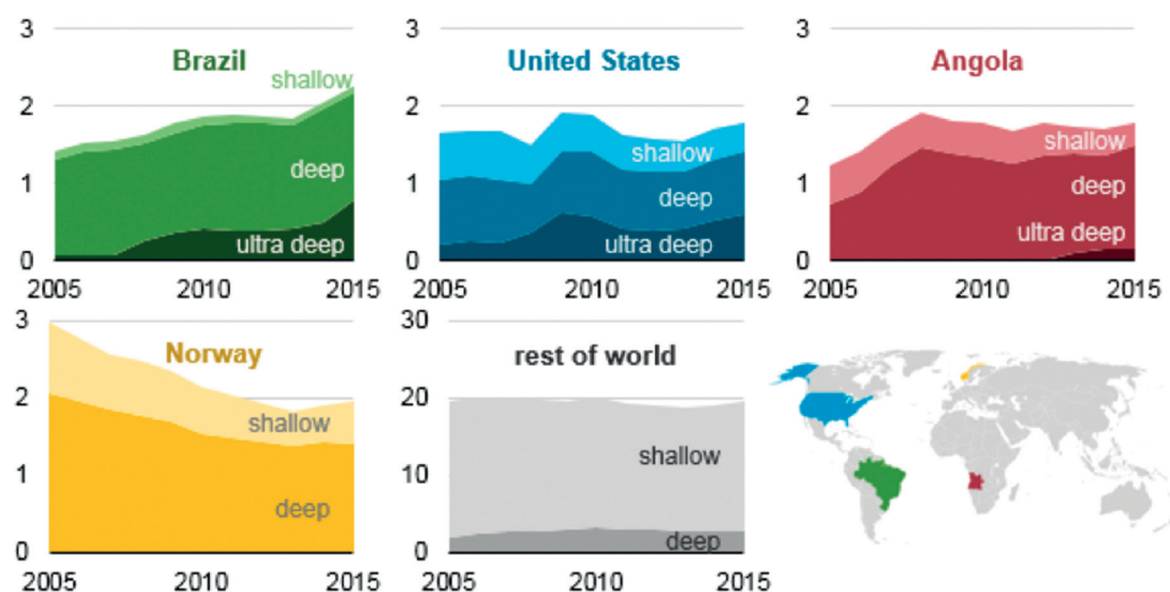 3
Brazil
shallow
2
deep
1
ultra deep
0
2005 2010 2015
3
United States
2
shallow
deep
1
ultra deep
0
2005 2010 2015
3
Angola
2
shallow
deep
1
ultra deep
0
2005 2010 2015
3
Norway
2
shallow
1
deep
0
2005 2010 2015
30
rest of world
20
shallow
10
deep
0
2005 2010 2015